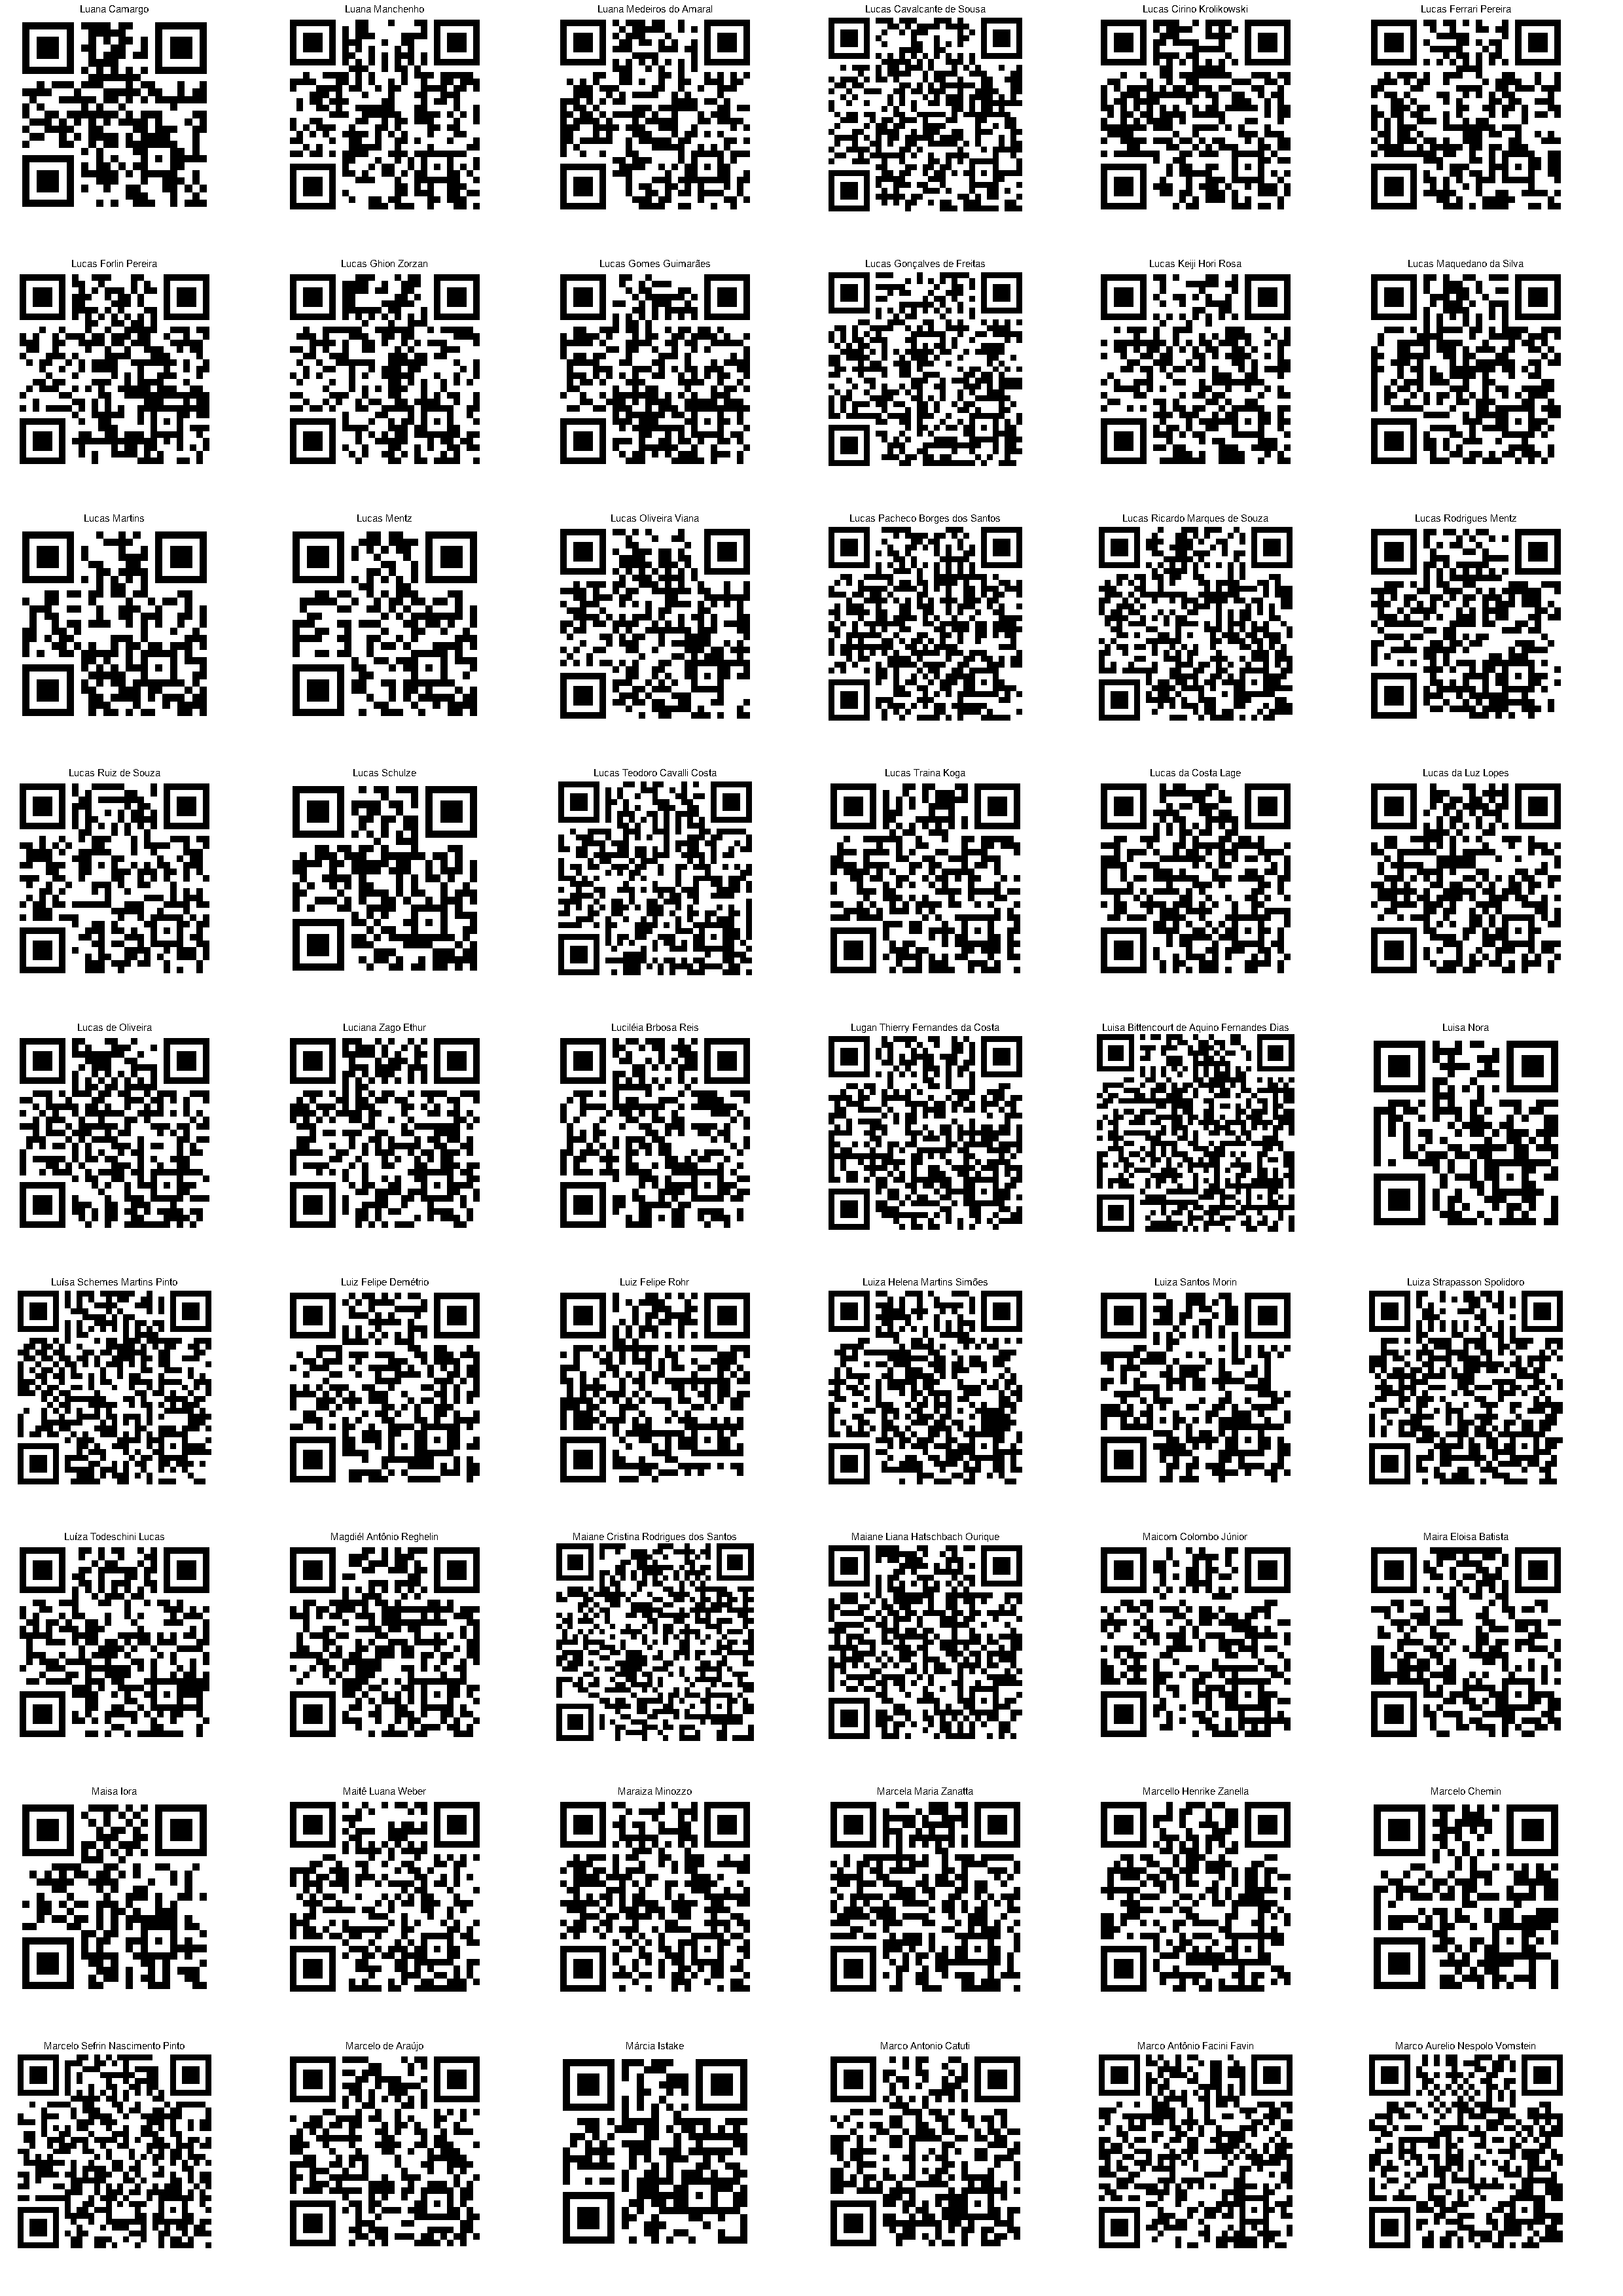 Luana Camargo
Luana Manchenho
Luana Medeiros do Amaral
Lucas Cavalcante de Sousa
Lucas Cirino Krolikowski
Lucas Ferrari Pereira
Lucas Forlin Pereira
Lucas Ghion Zorzan
Lucas Gomes Guimarães
Lucas Gonçalves de Freitas
Lucas Keiji Hori Rosa
Lucas Maquedano da Silva
Lucas Martins
Lucas Mentz
Lucas Oliveira Viana
Lucas Pacheco Borges dos Santos
Lucas Ricardo Marques de Souza
Lucas Rodrigues Mentz
Lucas Ruiz de Souza
Lucas Schulze
Lucas Teodoro Cavalli Costa
Lucas Traina Koga
Lucas da Costa Lage
Lucas da Luz Lopes
Lucas de Oliveira
Luciana Zago Ethur
Luciléia Brbosa Reis
Lugan Thierry Fernandes da Costa
Luisa Bittencourt de Aquino Fernandes Dias
Luisa Nora
Luísa Schemes Martins Pinto
Luiz Felipe Demétrio
Luiz Felipe Rohr
Luiza Helena Martins Simões
Luiza Santos Morin
Luiza Strapasson Spolidoro
Luíza Todeschini Lucas
Magdiél Antônio Reghelin
Maiane Cristina Rodrigues dos Santos
Maiane Liana Hatschbach Ourique
Maicom Colombo Júnior
Maira Eloisa Batista
Maisa Iora
Maitê Luana Weber
Maraiza Minozzo
Marcela Maria Zanatta
Marcello Henrike Zanella
Marcelo Chemin
Marcelo Sefrin Nascimento Pinto
Marcelo de Araújo
Márcia Istake
Marco Antonio Catuti
Marco Antônio Facini Favin
Marco Aurelio Nespolo Vomstein